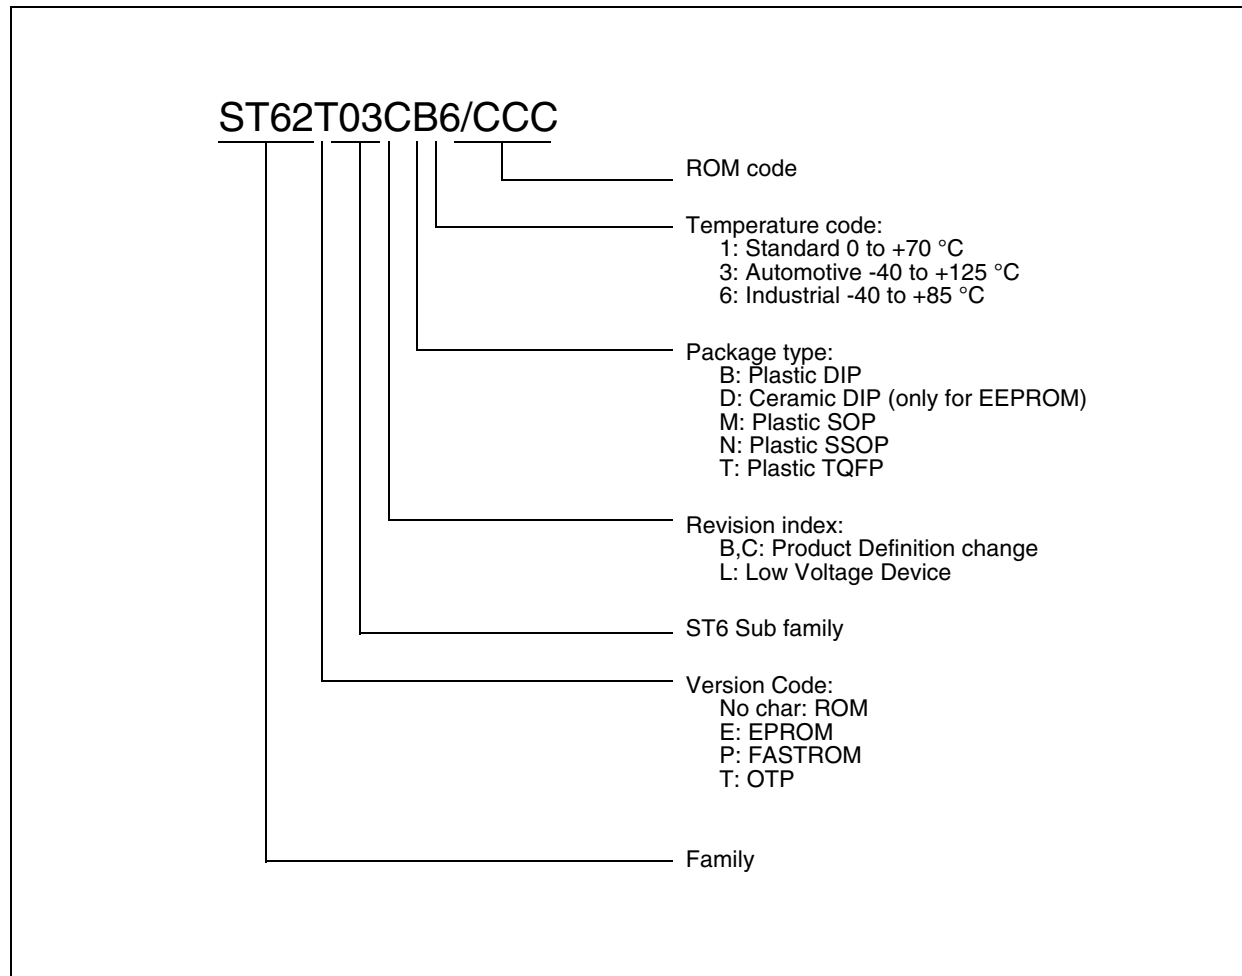 ST62T03CB6/CCC
ROM code
Temperature code:
1: Standard 0 to +70 °C
3: Automotive -40 to +125 °C
6: Industrial -40 to +85 °C
Package type:
B: Plastic DIP
D: Ceramic DIP (only for EEPROM)
M: Plastic SOP
N: Plastic SSOP
T: Plastic TQFP
Revision index:
B,C: Product Definition change
L: Low Voltage Device
ST6 Sub family
Version Code:
No char: ROM
E: EPROM
P: FASTROM
T: OTP
Family